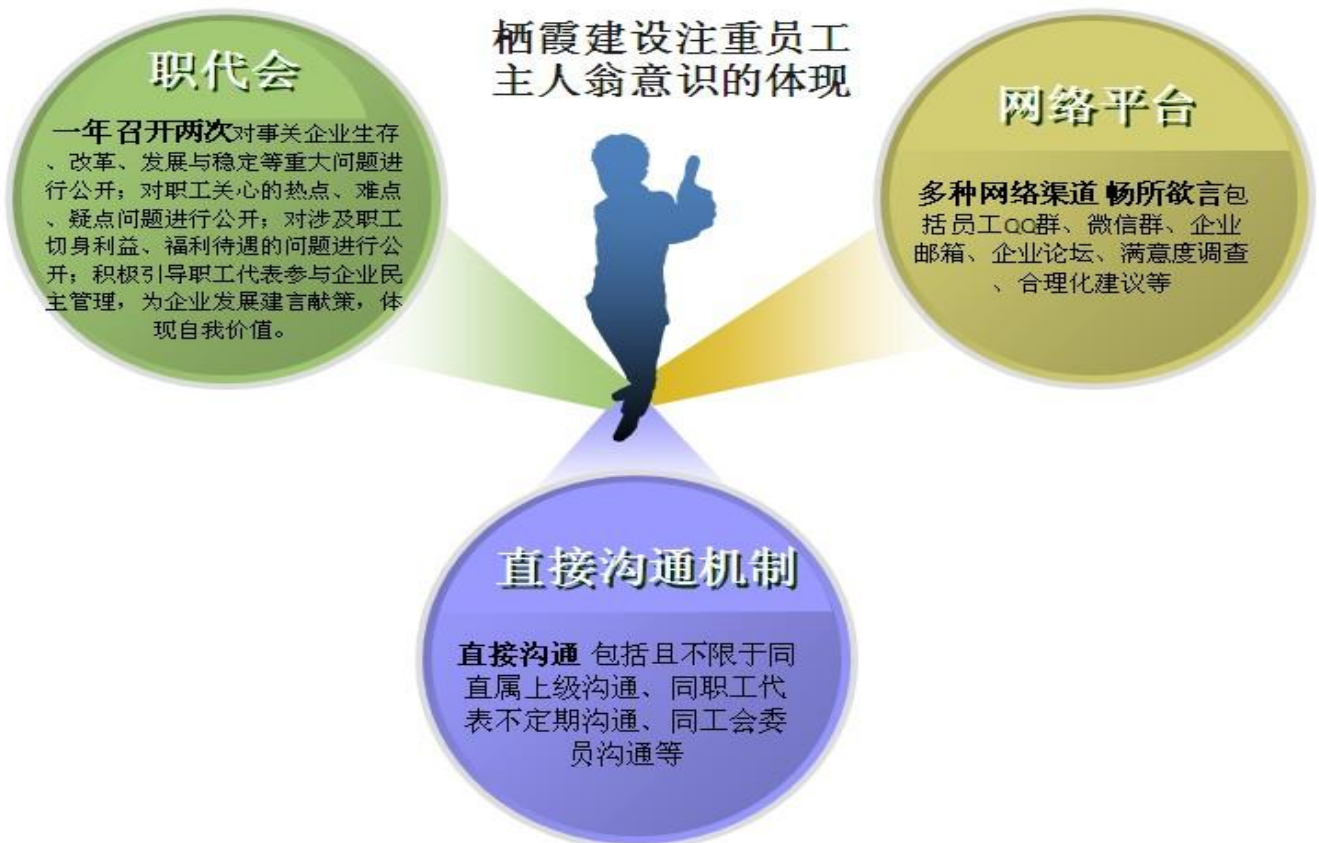 栖霞建设注重员工
主人翁意识的体现
职代会
一年召开两次对事关企业生存
、改革、发展与稳定等重大问题进
行公开；对职工关心的热点、难点
、疑点问题进行公开；对涉及职工
切身利益、福利待遇的问题进行公
开；积极引导职工代表参与企业民
主管理，为企业发展建言献策，体
现自我价值。
网络平台
多种网络渠道 畅所欲言包
括员工QQ群、微信群、企业
邮箱、企业论坛、满意度调查
、合理化建议等
直接沟通机制
直接沟通 包括且不限于同
直属上级沟通、同职工代
表不定期沟通、同工会委
员沟通等